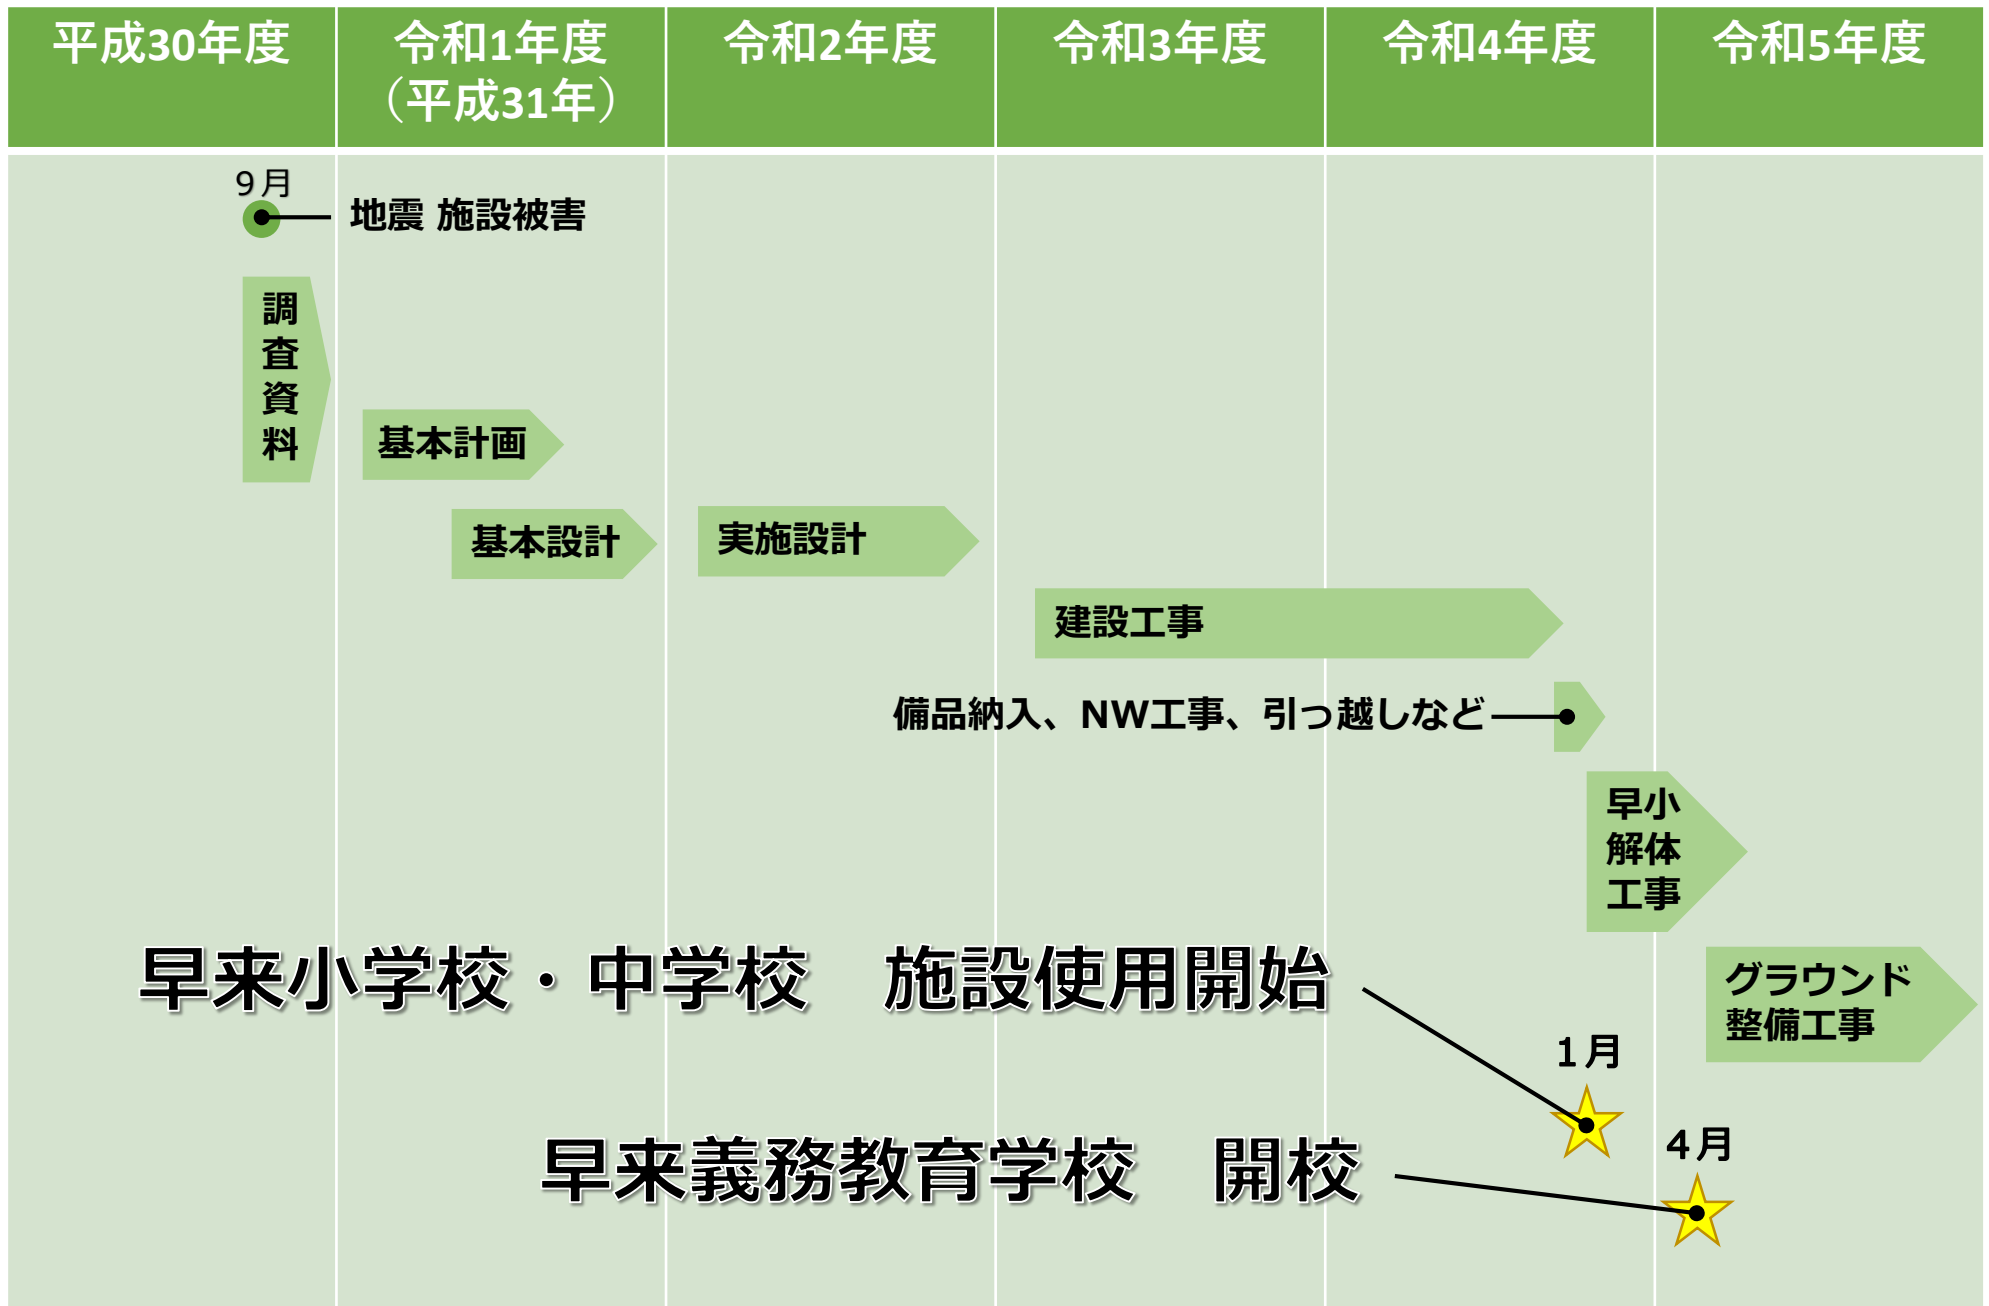 平成30年度
令和1年度
（平成31年）
令和2年度
令和3年度
令和4年度
令和5年度
９月
地震 施設被害
調
査
資
料
基本計画
基本設計
実施設計
建設工事
備品納入、NW工事、引っ越しなど
早小
解体
工事
早来小学校・中学校　施設使用開始
グラウンド
整備工事
１月
早来義務教育学校　開校
４月